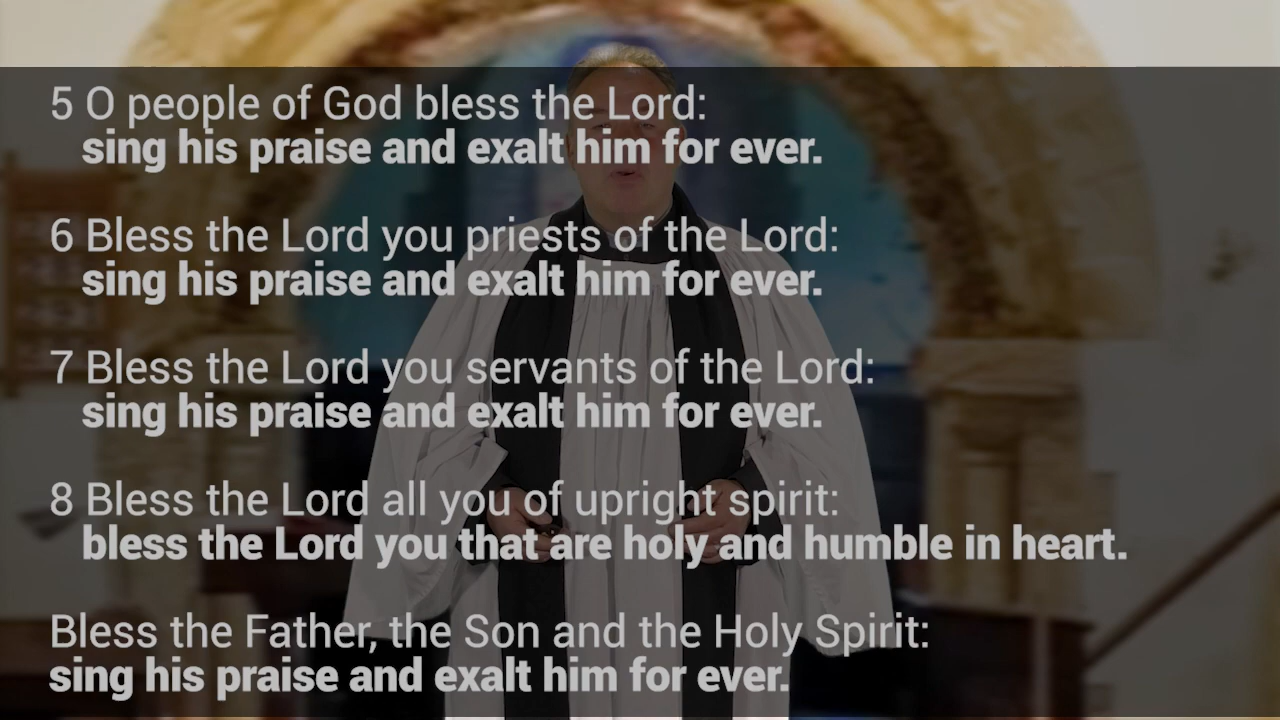 5 O people of God bless the Lord:
sing his praise and exalt him for ever.
6 Bless the Lord you priests of the Lord:
sing his praise and exalt him for ever.
7 Bless the Lord you servants of the Lord:
sing his praise and exalt him for ever.
8 Bless the Lord all you of upright spirit:
bless the Lord you that are holy and humble in heart.
Bless the Father, the Son and the Holy Spirit:
sing his praise and exalt him for ever.